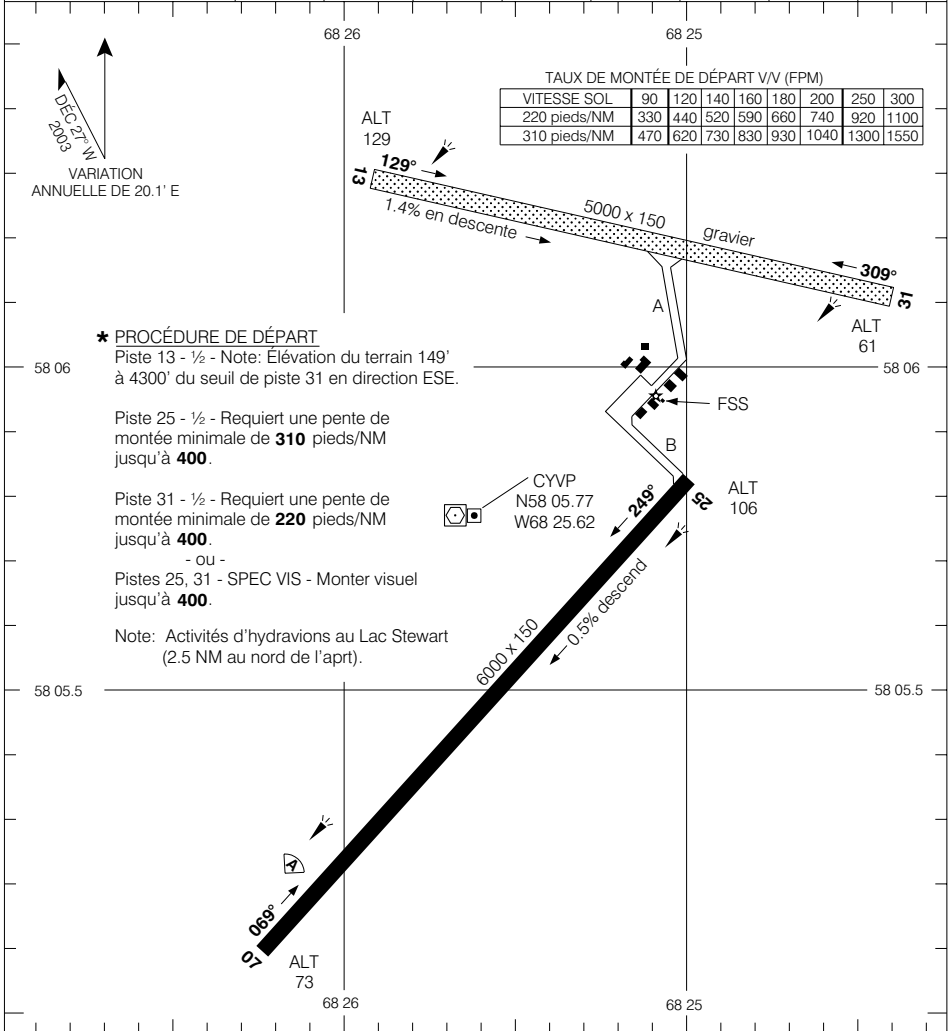 68 26
68 25
DÉC 27° W
2003
VARIATION
ANNUELLE DE 20.1' E
TAUX DE MONTÉE DE DÉPART V/V (FPM)
VITESSE SOL 90 120 140 160 180 200 250 300
220 pieds/NM 330 440 520 590 660 740 920 1100
310 pieds/NM 470 620 730 830 930 1040 1300 1550
ALT
129
13
129°
1.4% en descente
5000 x 150
gravier
309°
31
ALT
61
A
* PROCÉDURE DE DÉPART
Piste 13 - ½ - Note: Élévation du terrain 149'
à 4300' du seuil de piste 31 en direction ESE.
58 06
58 06
Piste 25 - ½ - Requiert une pente de
montée minimale de 310 pieds/NM
jusqu'à 400.
FSS
B
Piste 31 - ½ - Requiert une pente de
montée minimale de 220 pieds/NM
jusqu'à 400.
- ou -
Pistes 25, 31 - SPEC VIS - Monter visuel
jusqu'à 400.
CYVP
N58 05.77
W68 25.62
249°
25
ALT
106
Note: Activités d'hydravions au Lac Stewart
(2.5 NM au nord de l'aprt).
0.5% descend
6000 x 150
58 05.5
58 05.5
A
069°
07
ALT
73
68 26
68 25